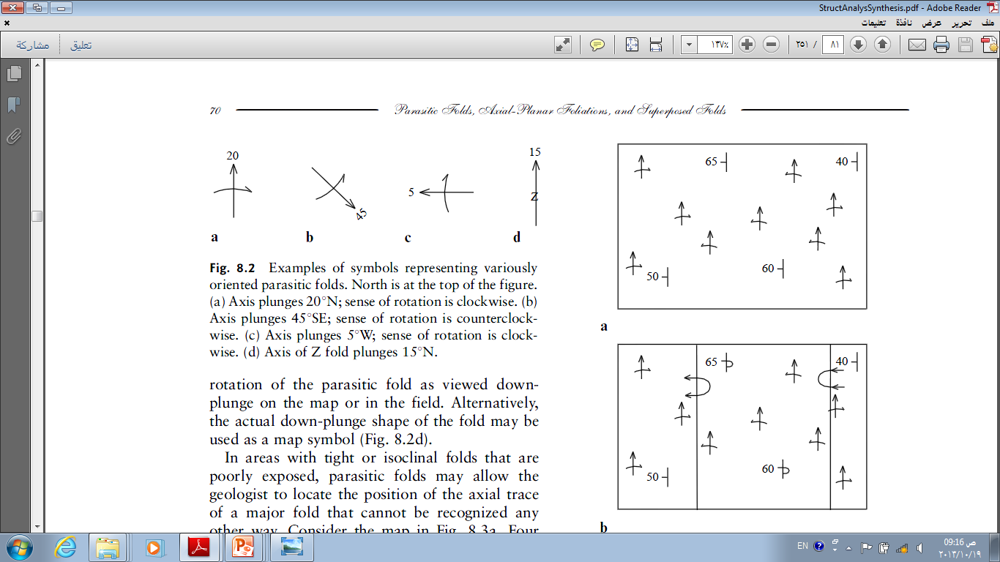 StructAnalysSynthesis.pdf - Adobe Reader
ملف تحرير عرض نافذة تعليمات
مشاركة تعليق ١٣٧٪ ٢٥١ / ٨١
70 Parasitic Folds, Axial-Planar Foliations, and Superposed Folds
20 45 5 15 Z
a b c d
Fig. 8.2 Examples of symbols representing variously
oriented parasitic folds. North is at the top of the figure.
(a) Axis plunges 20°N; sense of rotation is clockwise. (b)
Axis plunges 45°SE; sense of rotation is counterclock-
wise. (c) Axis plunges 5°W; sense of rotation is clock-
wise. (d) Axis of Z fold plunges 15°N.
rotation of the parasitic fold as viewed down-
plunge on the map or in the field. Alternatively,
the actual down-plunge shape of the fold may be
used as a map symbol (Fig. 8.2d).
In areas with tight or isoclinal folds that are
poorly exposed, parasitic folds may allow the
geologist to locate the position of the axial trace
of a major fold that cannot be recognized any
other way. Consider the map in Fig. 8.3a. Four
65 40
50 60
a
65 40
50 60
b
EN 09:16 ص
٢٠١٣/١٠/١٩